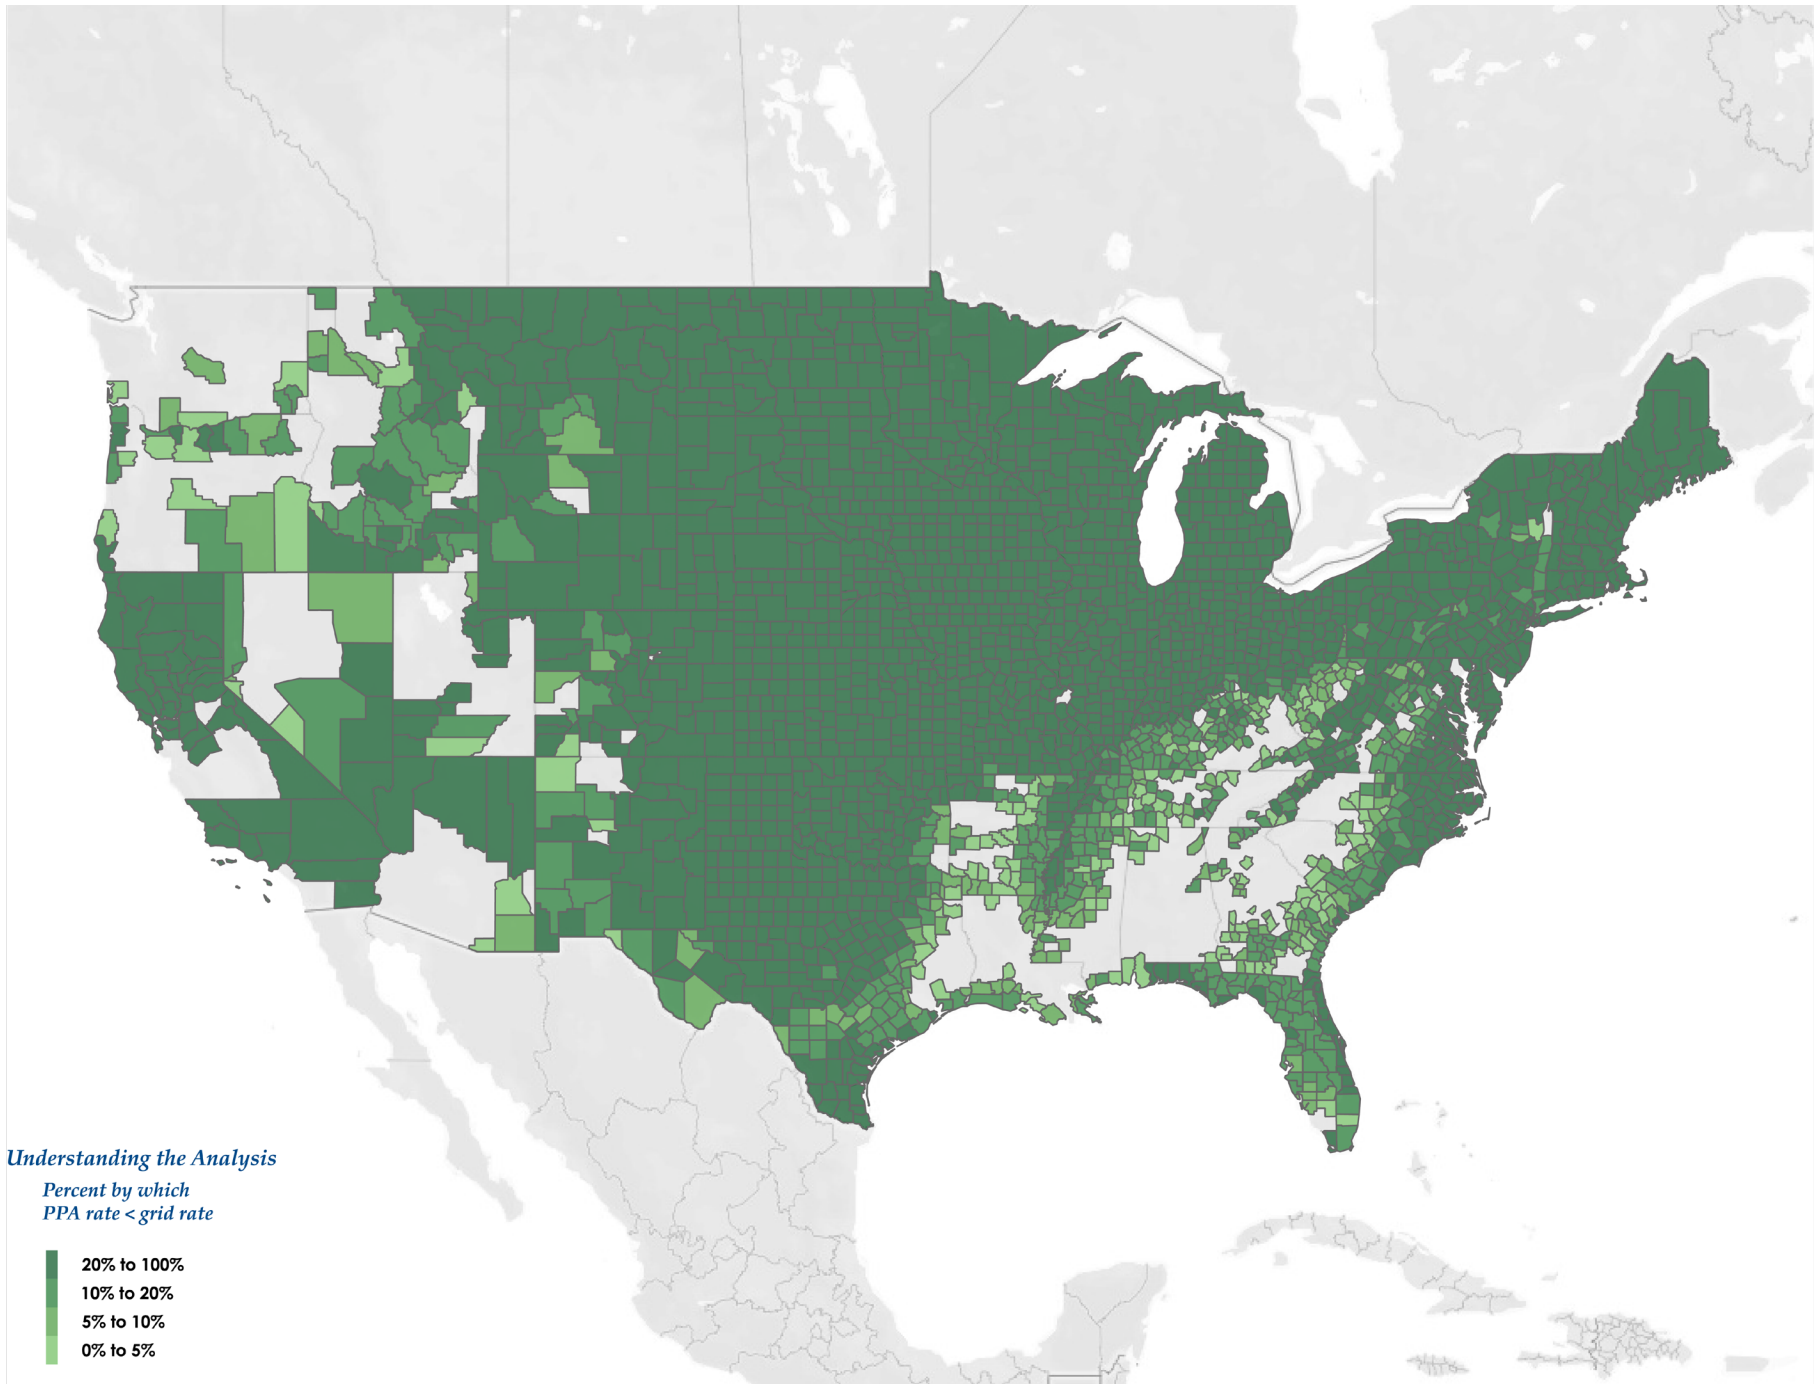 Understanding the Analysis
Percent by which
PPA rate < grid rate
20% to 100%
10% to 20%
5% to 10%
0% to 5%